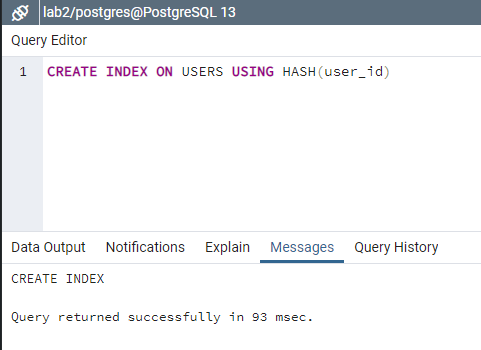 lab2/postgres@PostgreSQL 13
Query Editor
1 CREATE INDEX ON USERS USING HASH(user_id)
Data Output Notifications Explain Messages Query History
CREATE INDEX
Query returned successfully in 93 msec.